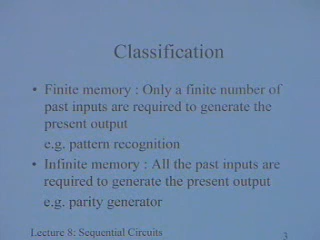 Classification
• Finite memory : Only a finite number of
past inputs are required to generate the
present output
e.g. pattern recognition
• Infinite memory : All the past inputs are
required to generate the present output
e.g. parity generator
Lecture 8: Sequential Circuits
3